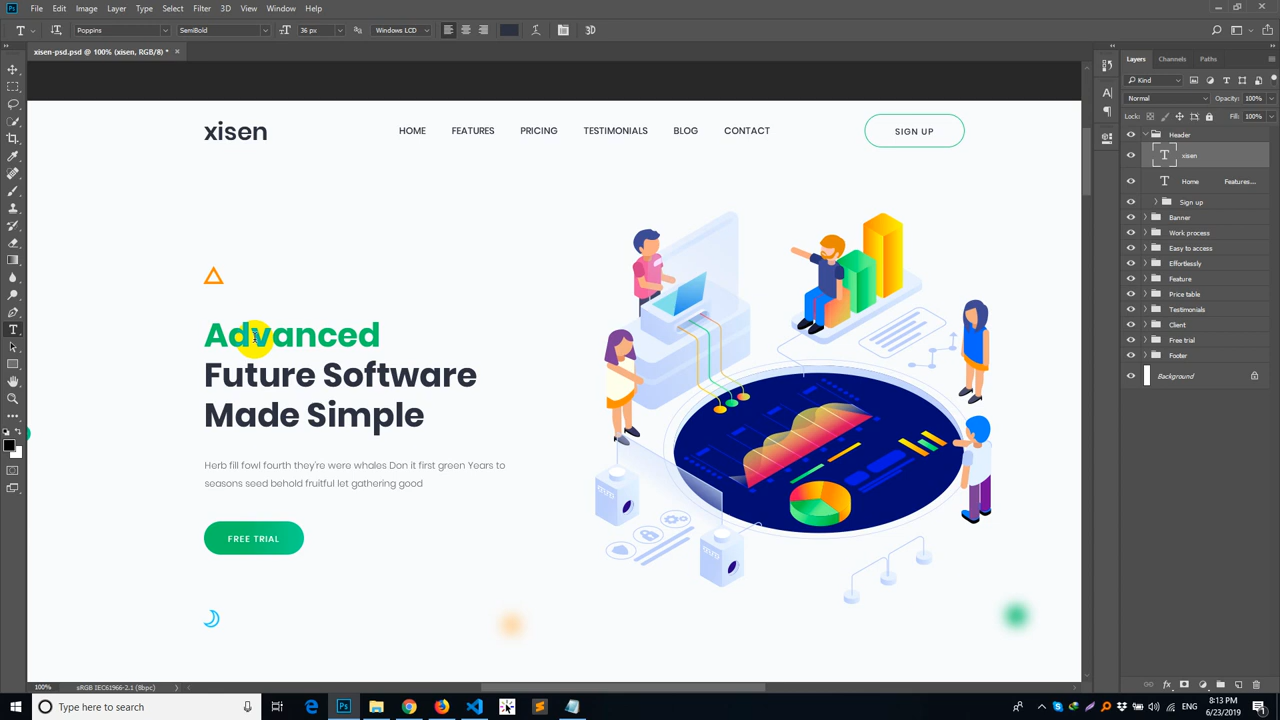 File Edit Image Layer Type Select Filter 3D View Window Help
Poppins SemiBold 36 px Windows LCD 3D
xisen-psd.psd @ 100% (xisen, RGB/8) *
Layers Channels Paths
Kind
Normal Opacity: 100%
Lock: Fill: 100%
Header
xisen
Home Features...
Sign up
Banner
Work process
Easy to access
Effortlessly
Feature
Price table
Testimonials
Client
Free trial
Footer
Background
xisen HOME FEATURES PRICING TESTIMONIALS BLOG CONTACT SIGN UP
Advanced
Future Software
Made Simple
Herb fill fowl fourth they're were whales Don it first green Years to
seasons seed behold fruitful let gathering good
FREE TRIAL
100% sRGB IEC61966-2.1 (8bpc)
Type here to search
ENG
8:13 PM
6/23/2019